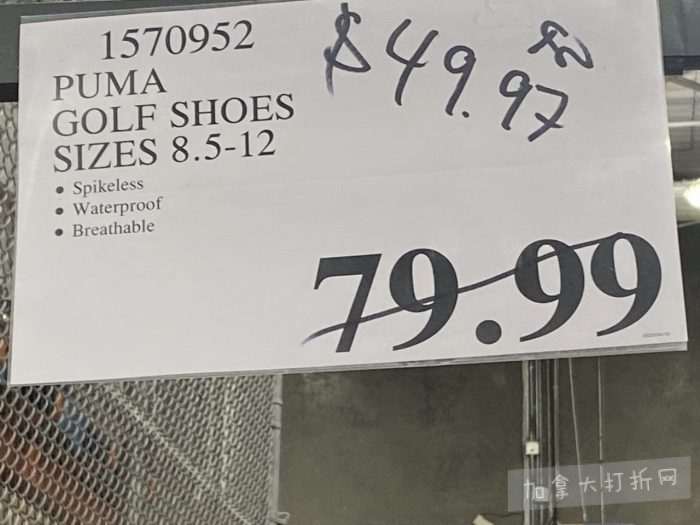 1570952
$49.97
PUMA
GOLF SHOES
SIZES 8.5-12
• Spikeless
• Waterproof
• Breathable
79.99
加拿大打折网